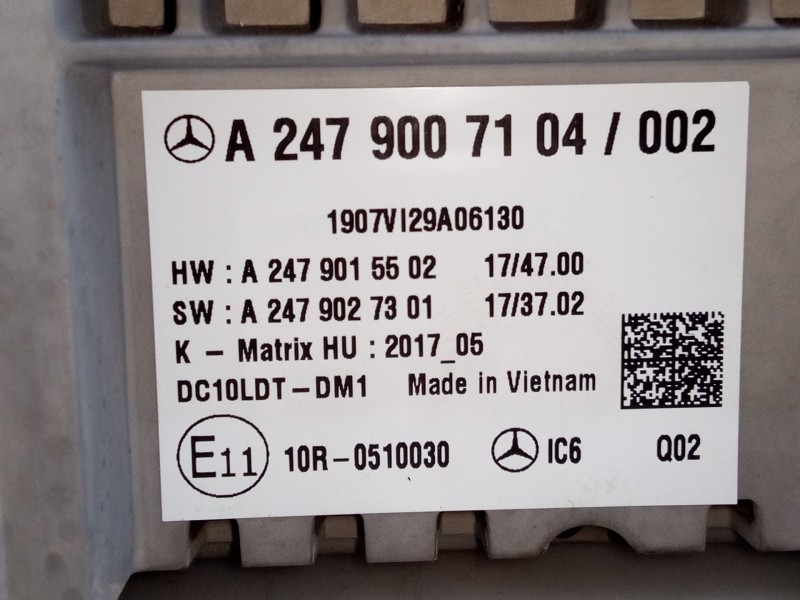 A 247 900 71 04 / 002
1907VI29A06130
HW : A 247 901 55 02 17/47.00
SW : A 247 902 73 01 17/37.02
K - Matrix HU : 2017_05
DC10LDT-DM1 Made in Vietnam
E11 10R-0510030 IC6 Q02